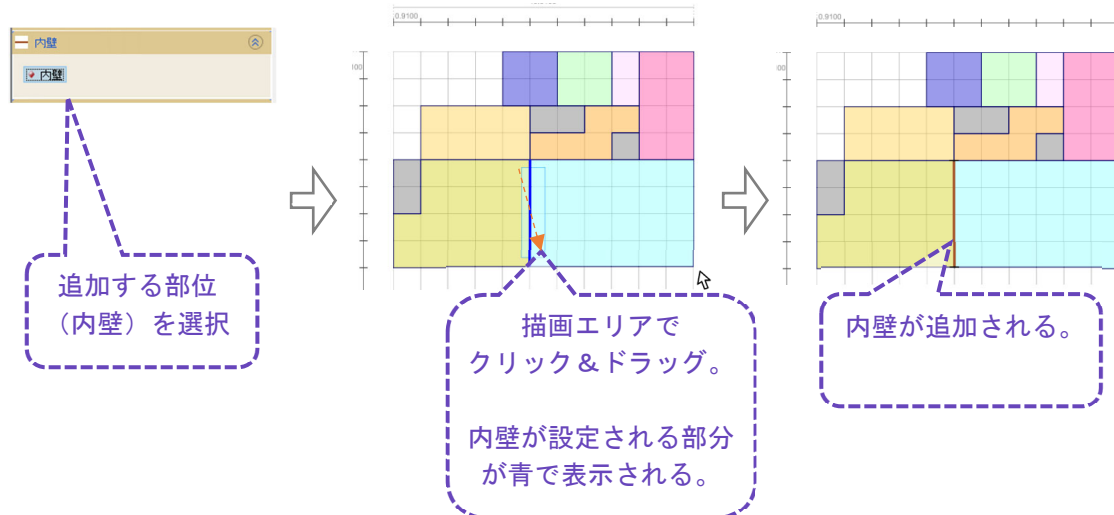 内壁
内壁
追加する部位
（内壁）を選択
0.9100
描画エリアで
クリック＆ドラッグ。
内壁が設定される部分
が青で表示される。
0.9100
内壁が追加される。